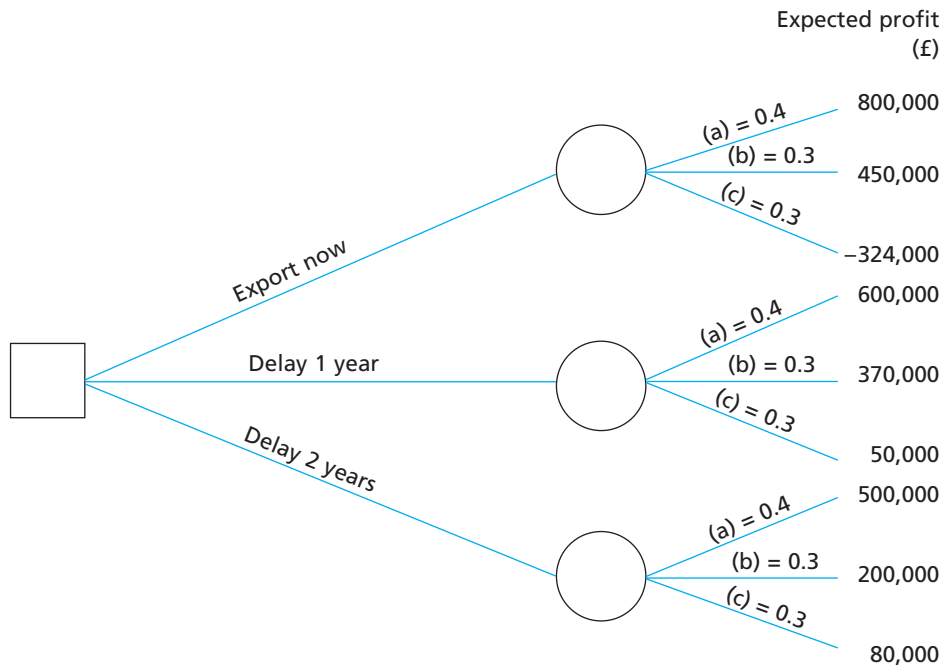 Expected profit
(£)
800,000
(a) = 0.4
(b) = 0.3
450,000
(c) = 0.3
Export now
–324,000
600,000
(a) = 0.4
Delay 1 year
(b) = 0.3
370,000
(c) = 0.3
Delay 2 years
50,000
500,000
(a) = 0.4
(b) = 0.3
200,000
(c) = 0.3
80,000